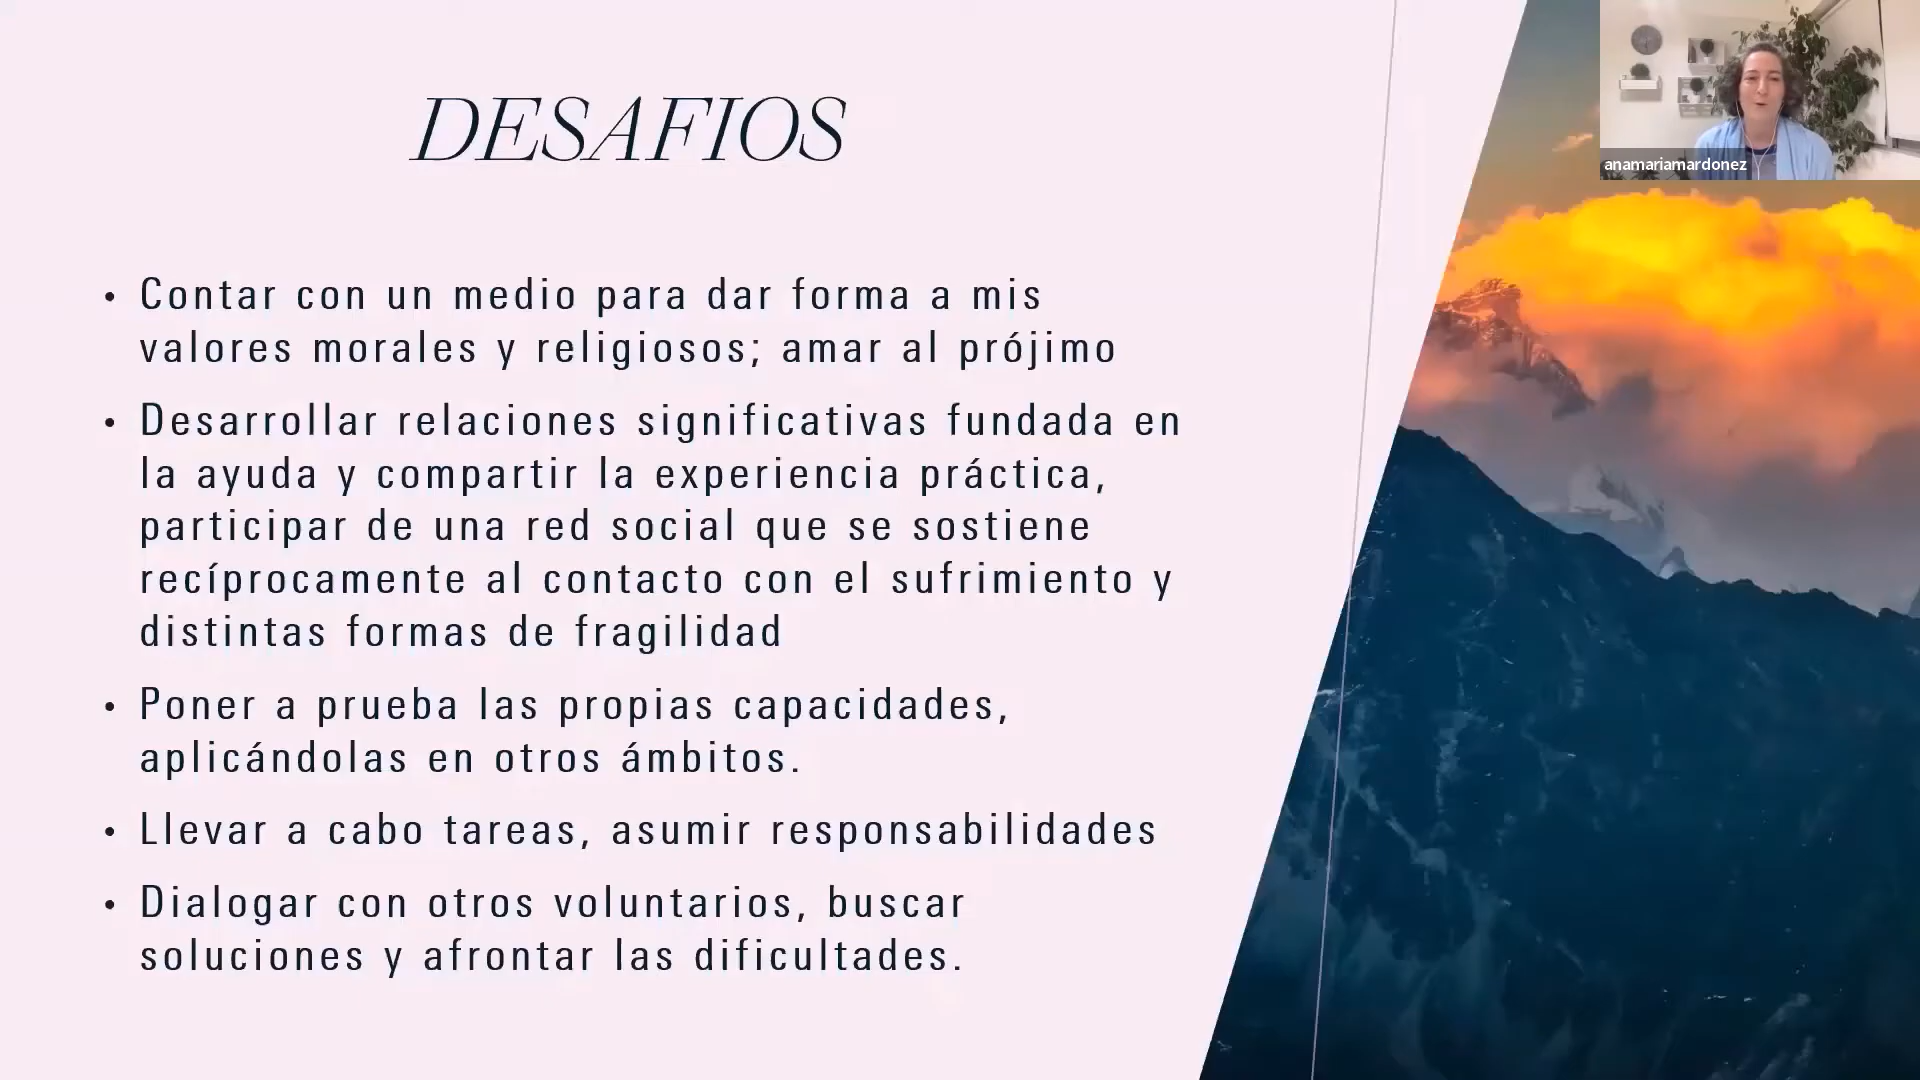 DESAFIOS
anamariamardonez
• Contar con un medio para dar forma a mis
valores morales y religiosos; amar al prójimo
• Desarrollar relaciones significativas fundada en
la ayuda y compartir la experiencia práctica,
participar de una red social que se sostiene
recíprocamente al contacto con el sufrimiento y
distintas formas de fragilidad
• Poner a prueba las propias capacidades,
aplicándolas en otros ámbitos.
• Llevar a cabo tareas, asumir responsabilidades
• Dialogar con otros voluntarios, buscar
soluciones y afrontar las dificultades.